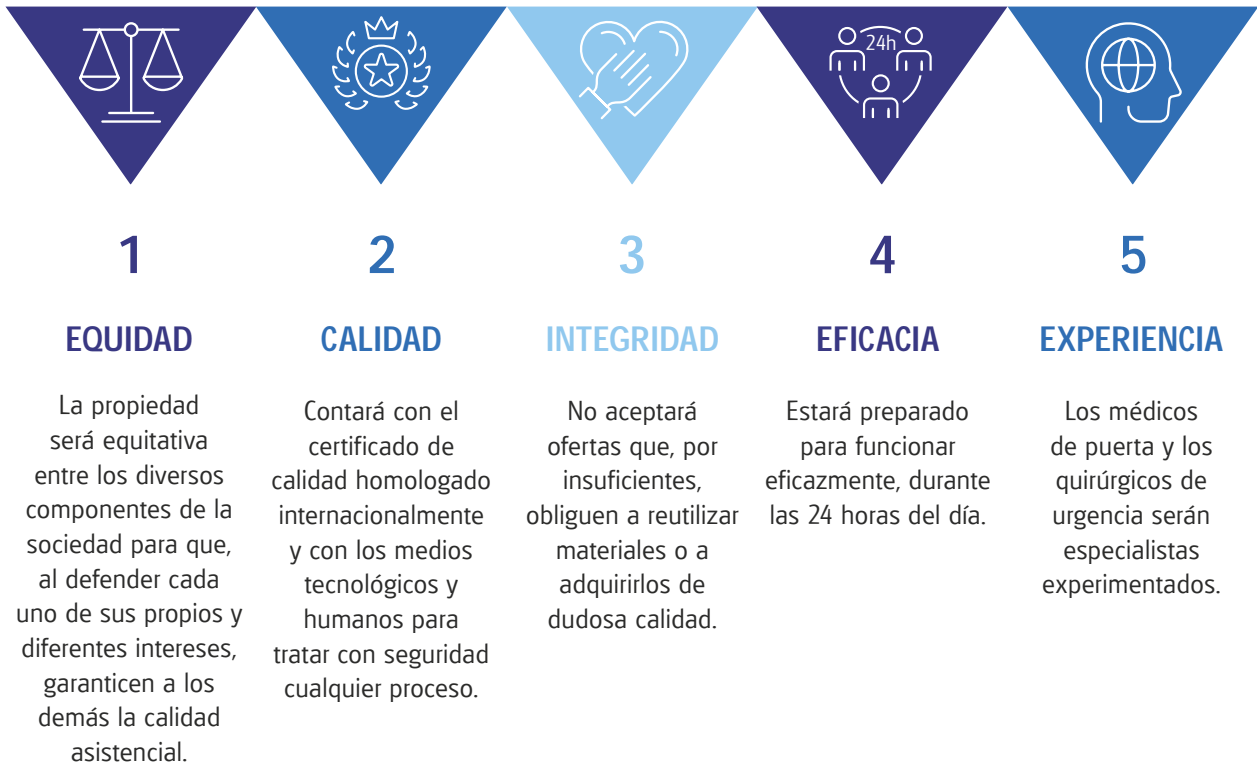 24h
1
EQUIDAD
La propiedad
será equitativa
entre los diversos
componentes de la
sociedad para que,
al defender cada
uno de sus propios y
diferentes intereses,
garanticen a los
demás la calidad
asistencial.
2
CALIDAD
Contará con el
certificado de
calidad homologado
internacionalmente
y con los medios
tecnológicos y
humanos para
tratar con seguridad
cualquier proceso.
3
INTEGRIDAD
No aceptará
ofertas que, por
insuficientes,
obliguen a reutilizar
materiales o a
adquirirlos de
dudosa calidad.
4
EFICACIA
Estará preparado
para funcionar
eficazmente, durante
las 24 horas del día.
5
EXPERIENCIA
Los médicos
de puerta y los
quirúrgicos de
urgencia serán
especialistas
experimentados.